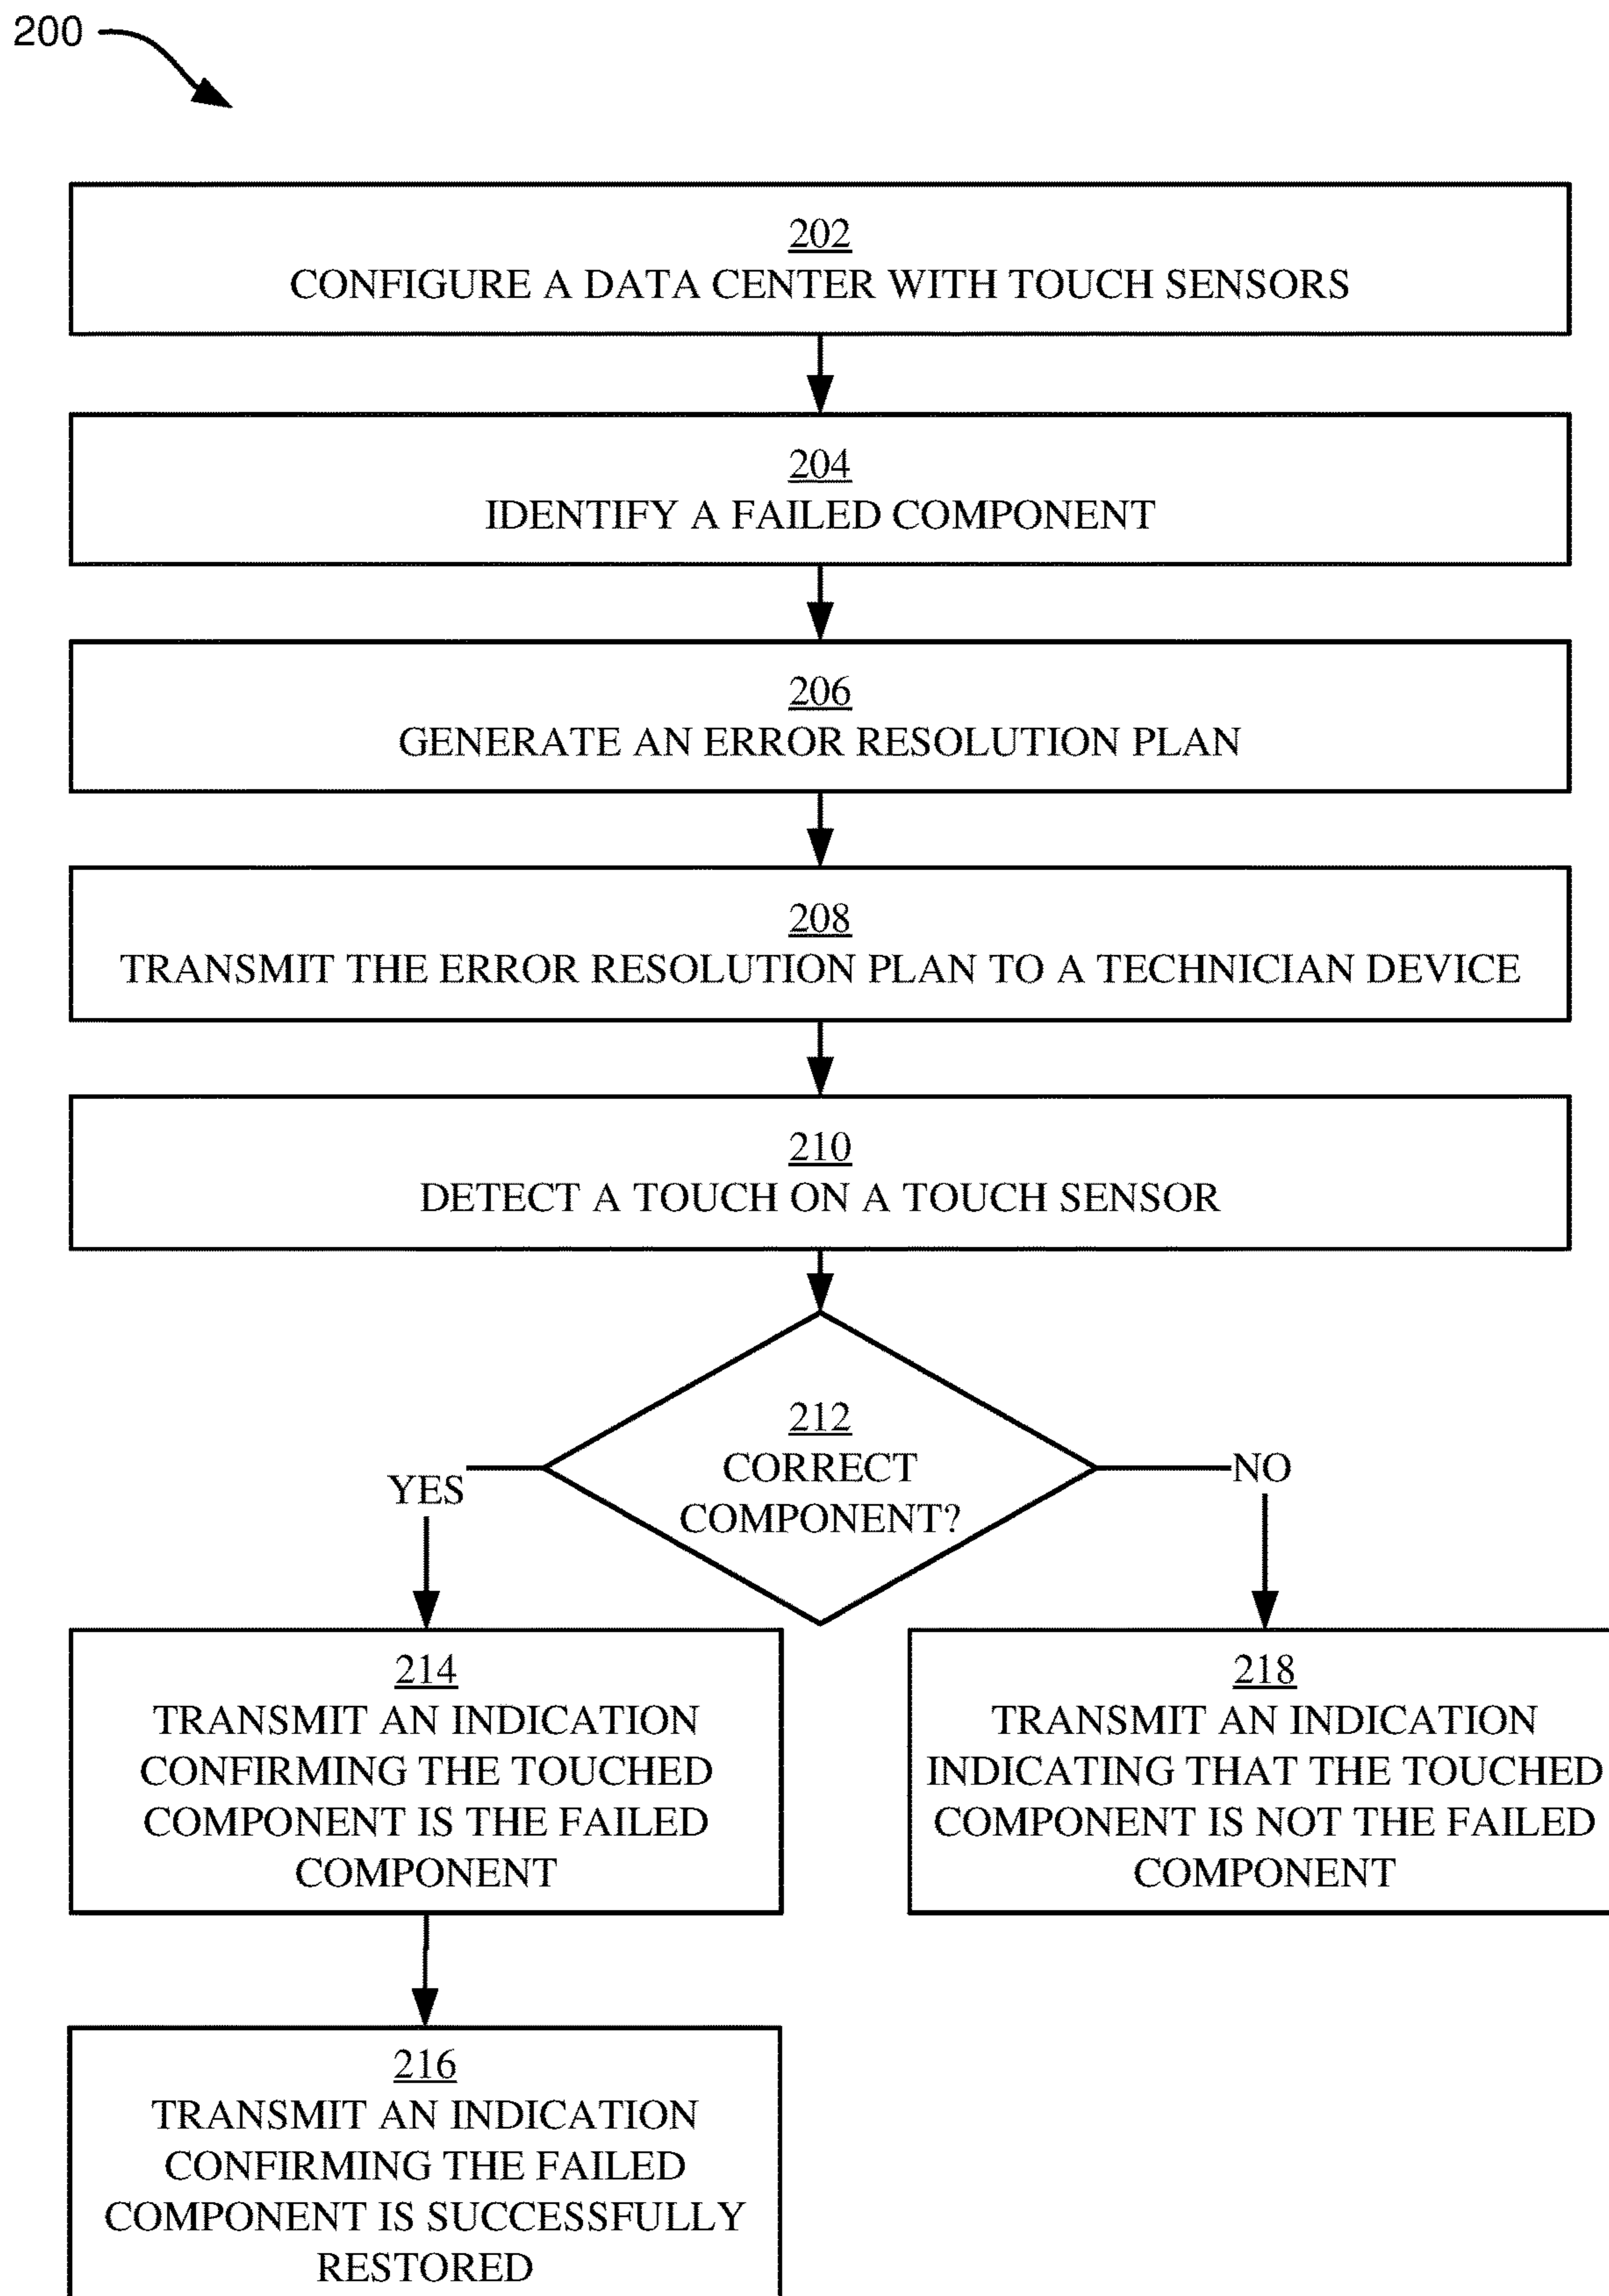 200
202
CONFIGURE A DATA CENTER WITH TOUCH SENSORS
204
IDENTIFY A FAILED COMPONENT
206
GENERATE AN ERROR RESOLUTION PLAN
208
TRANSMIT THE ERROR RESOLUTION PLAN TO A TECHNICIAN DEVICE
210
DETECT A TOUCH ON A TOUCH SENSOR
212
CORRECT
COMPONENT?
YES
NO
214
TRANSMIT AN INDICATION
CONFIRMING THE TOUCHED
COMPONENT IS THE FAILED
COMPONENT
218
TRANSMIT AN INDICATION
INDICATING THAT THE TOUCHED
COMPONENT IS NOT THE FAILED
COMPONENT
216
TRANSMIT AN INDICATION
CONFIRMING THE FAILED
COMPONENT IS SUCCESSFULLY
RESTORED